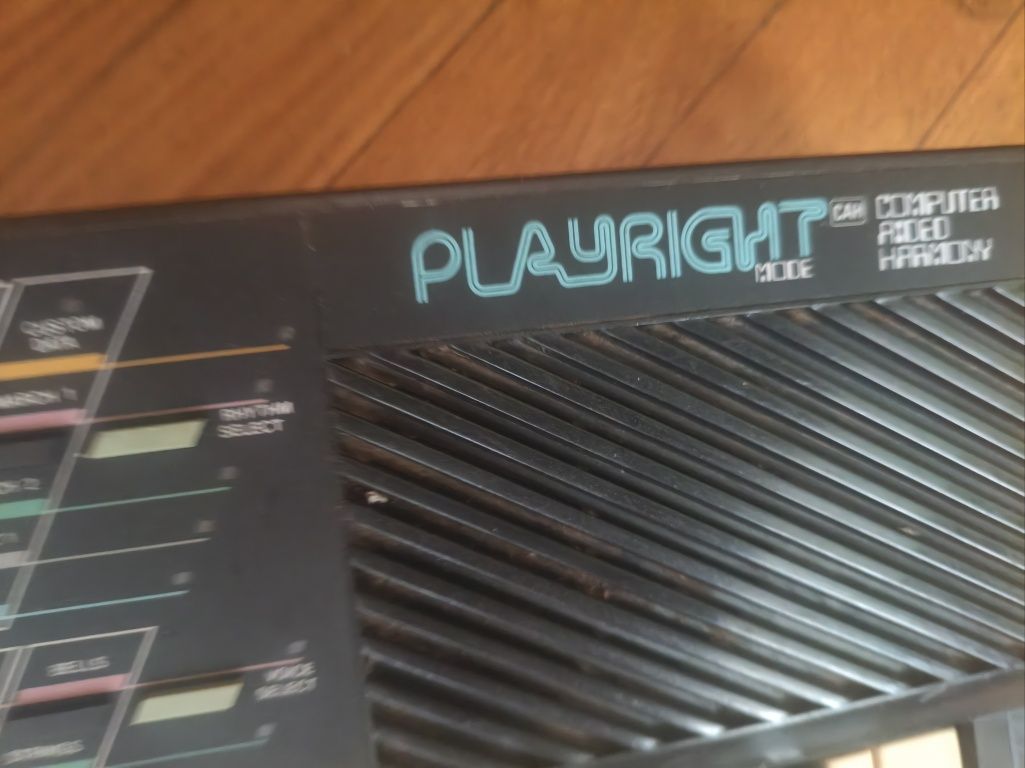 PLAYRIGHT
MODE
CAH
COMPUTER
AIDED
HARMONY
CUSTOM
RHYTHM
SELECT
BELLS
VOICE
SELECT